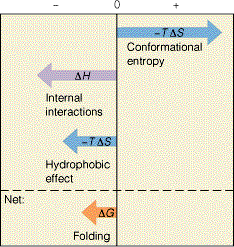 − 0 +
−TΔS
Conformational
entropy
ΔH
Internal
interactions
−TΔS
Hydrophobic
effect
Net:
ΔG
Folding